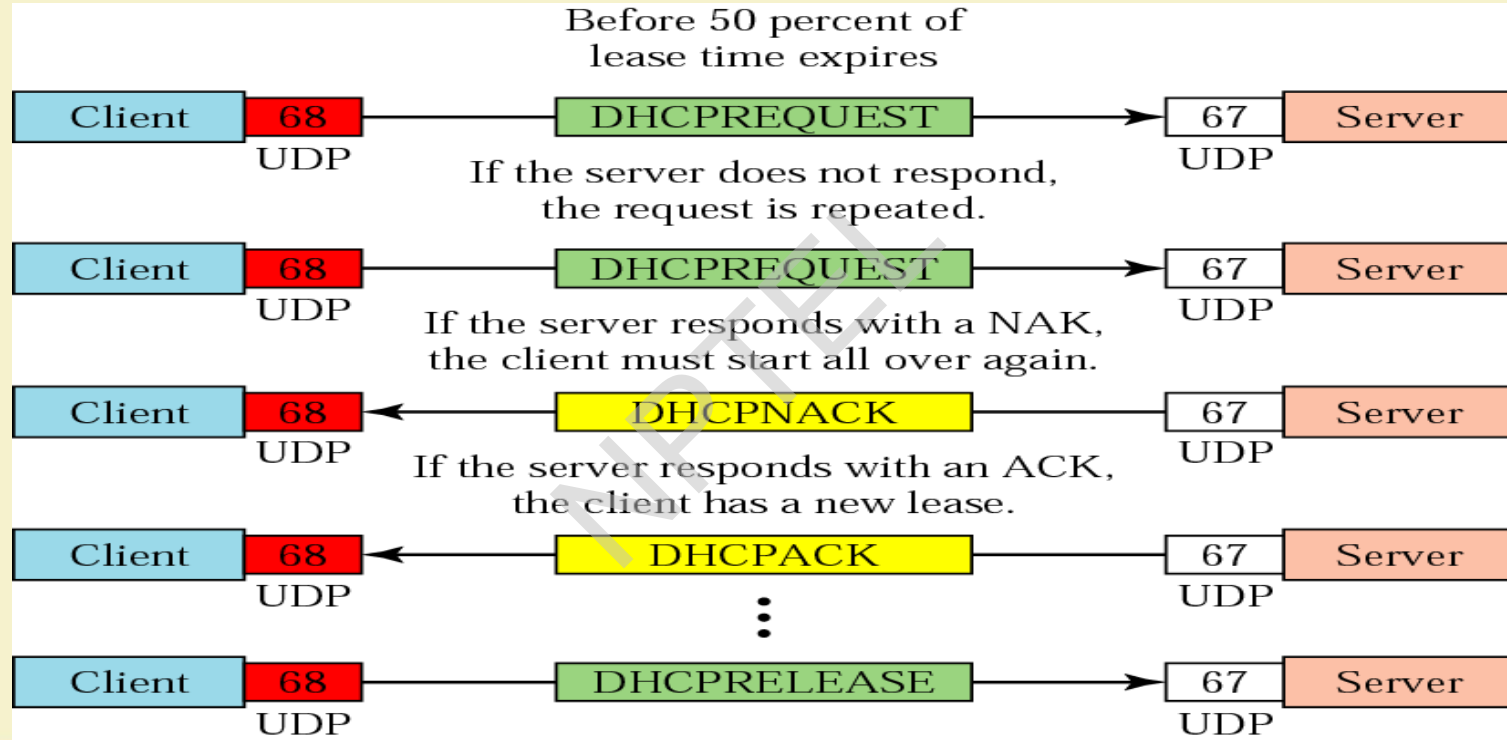 Before 50 percent of
lease time expires
Client 68 DHCPREQUEST 67 Server
UDP UDP
If the server does not respond,
the request is repeated.
Client 68 DHCPREQUEST 67 Server
UDP UDP
If the server responds with a NAK,
the client must start all over again.
Client 68 DHCPNACK 67 Server
UDP UDP
If the server responds with an ACK,
the client has a new lease.
Client 68 DHCPACK 67 Server
UDP UDP
Client 68 DHCPRELEASE 67 Server
UDP UDP
NPTEL